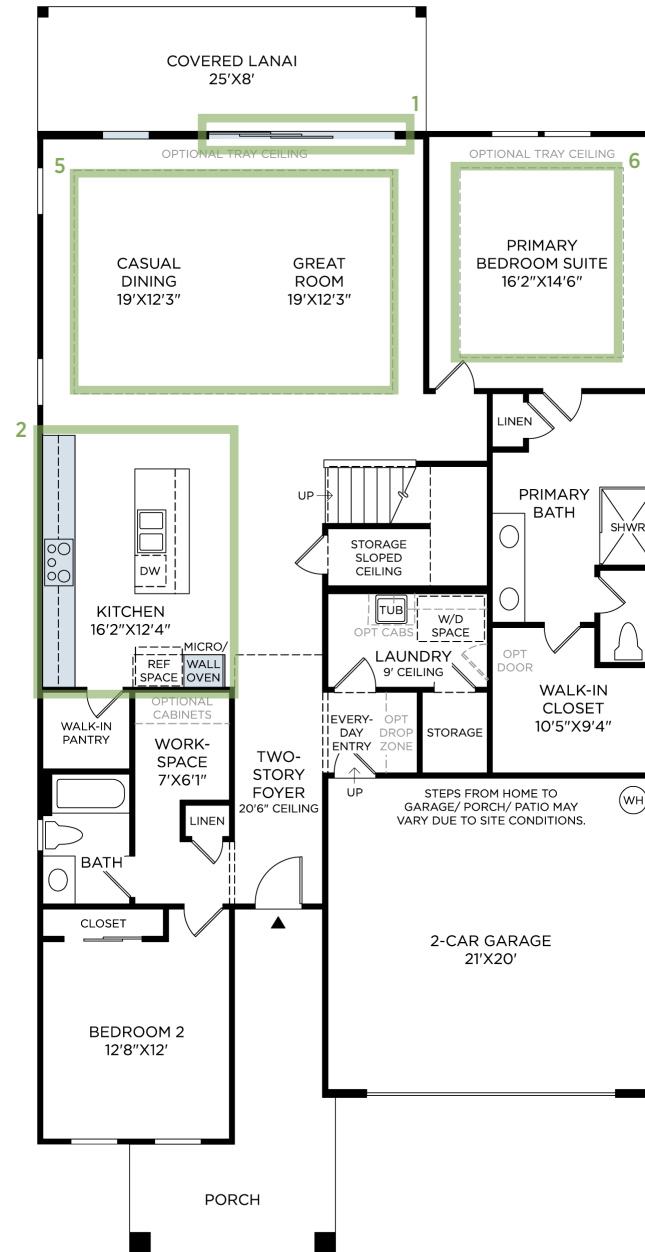 COVERED LANAI
25'X8'
1
OPTIONAL TRAY CEILING
OPTIONAL TRAY CEILING
5
6
CASUAL
DINING
19'X12'3"
GREAT
ROOM
19'X12'3"
PRIMARY
BEDROOM SUITE
16'2"X14'6"
2
LINEN
UP
PRIMARY
BATH
SHWR
STORAGE
SLOPED
CEILING
DW
KITCHEN
16'2"X12'4"
TUB
OPT CABS
W/D
SPACE
MICRO/
WALL
OVEN
REF
SPACE
LAUNDRY
9' CEILING
OPT
DOOR
WALK-IN
CLOSET
10'5"X9'4"
OPTIONAL
CABINETS
WALK-IN
PANTRY
WORK-
SPACE
7'X6'1"
EVERY-
DAY
ENTRY
OPT
DROP
ZONE
STORAGE
TWO-
STORY
FOYER
20'6" CEILING
UP
STEPS FROM HOME TO
GARAGE/ PORCH/ PATIO MAY
VARY DUE TO SITE CONDITIONS.
WH
LINEN
BATH
CLOSET
2-CAR GARAGE
21'X20'
BEDROOM 2
12'8"X12'
PORCH